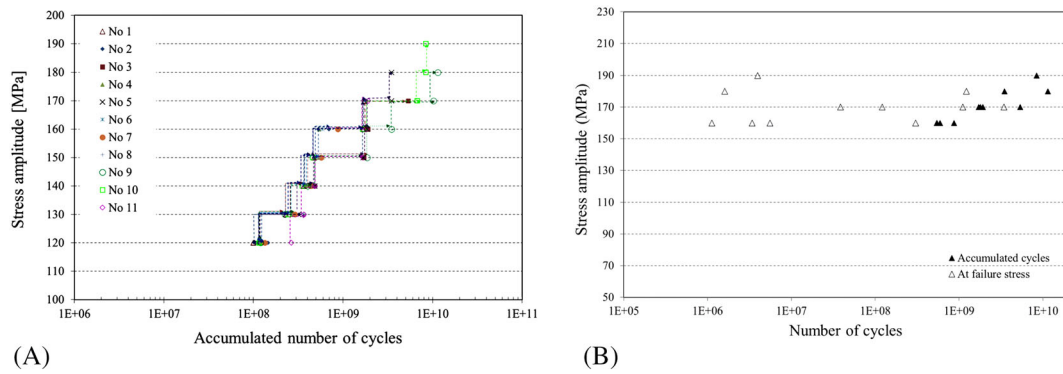 200
190
180
170
160
150
140
130
120
110
100
Stress amplitude [MPa]
No 1
No 2
No 3
No 4
No 5
No 6
No 7
No 8
No 9
No 10
No 11
1E+06 1E+07 1E+08 1E+09 1E+10 1E+11
Accumulated number of cycles
(A)
230
210
190
170
150
130
110
90
70
50
Stress amplitude (MPa)
Accumulated cycles
At failure stress
1E+05 1E+06 1E+07 1E+08 1E+09 1E+10
Number of cycles
(B)